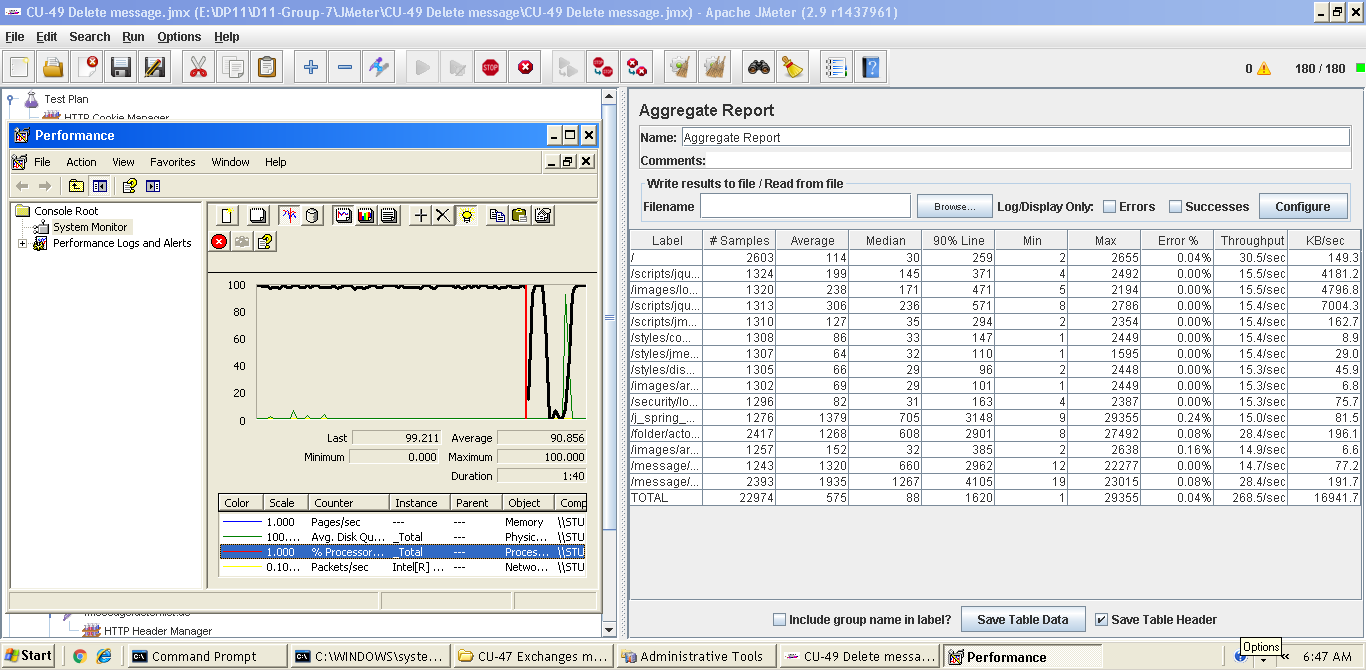 CU-49 Delete message.jmx (E:\DP11\D11-Group-7\JMeter\CU-49 Delete message\CU-49 Delete message.jmx) - Apache JMeter (2.9 r1437961)
File Edit Search Run Options Help
0 180 / 180
Test Plan
HTTP Cookie Manager
Performance
File Action View Favorites Window Help
Console Root
System Monitor
Performance Logs and Alerts
100
80
60
40
20
0
Last 99.211 Average 90.856
Minimum 0.000 Maximum 100.000
Duration 1:40
Color Scale Counter Instance Parent Object Comp
1.000 Pages/sec --- --- Memory \\STU
100.... Avg. Disk Qu... _Total --- Physic... \\STU
1.000 % Processor... _Total --- Proces... \\STU
0.10... Packets/sec Intel[R] ... --- Netwo... \\STU
HTTP Header Manager
Aggregate Report
Name: Aggregate Report
Comments:
Write results to file / Read from file
Filename Browse... Log/Display Only: Errors Successes Configure
Label # Samples Average Median 90% Line Min Max Error % Throughput KB/sec
/ 2603 114 30 259 2 2655 0.04% 30.5/sec 149.3
/scripts/jqu... 1324 199 145 371 4 2492 0.00% 15.5/sec 4181.2
/images/lo... 1320 238 171 471 5 2194 0.00% 15.5/sec 4796.8
/scripts/jqu... 1313 306 236 571 8 2786 0.00% 15.4/sec 7004.3
/scripts/jm... 1310 127 35 294 2 2354 0.00% 15.4/sec 162.7
/styles/co... 1308 86 33 147 1 2449 0.00% 15.4/sec 8.9
/styles/jme... 1307 64 32 110 1 1595 0.00% 15.4/sec 29.0
/styles/dis... 1305 66 29 96 2 2448 0.00% 15.3/sec 45.9
/images/ar... 1302 69 29 101 1 2449 0.00% 15.3/sec 6.8
/security/lo... 1296 82 31 163 4 2387 0.00% 15.3/sec 75.7
/j_spring_... 1276 1379 705 3148 9 29355 0.24% 15.0/sec 81.5
/folder/acto... 2417 1268 608 2901 8 27492 0.08% 28.4/sec 196.1
/images/ar... 1257 152 32 385 2 2638 0.16% 14.9/sec 6.6
/message/... 1243 1320 660 2962 12 22277 0.00% 14.7/sec 77.2
/message/... 2393 1935 1267 4105 19 23015 0.08% 28.4/sec 191.7
TOTAL 22974 575 88 1620 1 29355 0.04% 268.5/sec 16941.7
Include group name in label? Save Table Data Save Table Header
Options
Start Command Prompt C:\WINDOWS\syste... CU-47 Exchanges m... Administrative Tools CU-49 Delete messa... Performance 6:47 AM